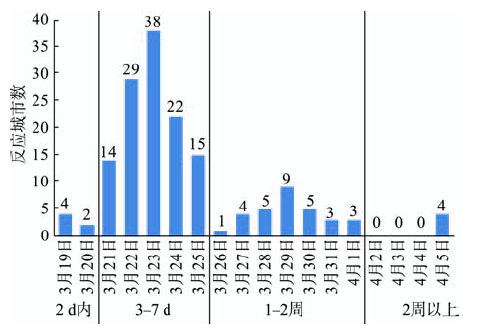 反应城市数
40
35
30
25
20
15
10
5
0
4
2
14
29
38
22
15
1
4
5
9
5
3
3
0
0
0
4
3月19日
3月20日
3月21日
3月22日
3月23日
3月24日
3月25日
3月26日
3月27日
3月28日
3月29日
3月30日
3月31日
4月1日
4月2日
4月3日
4月4日
4月5日
2 d内
3–7 d
1–2周
2周以上